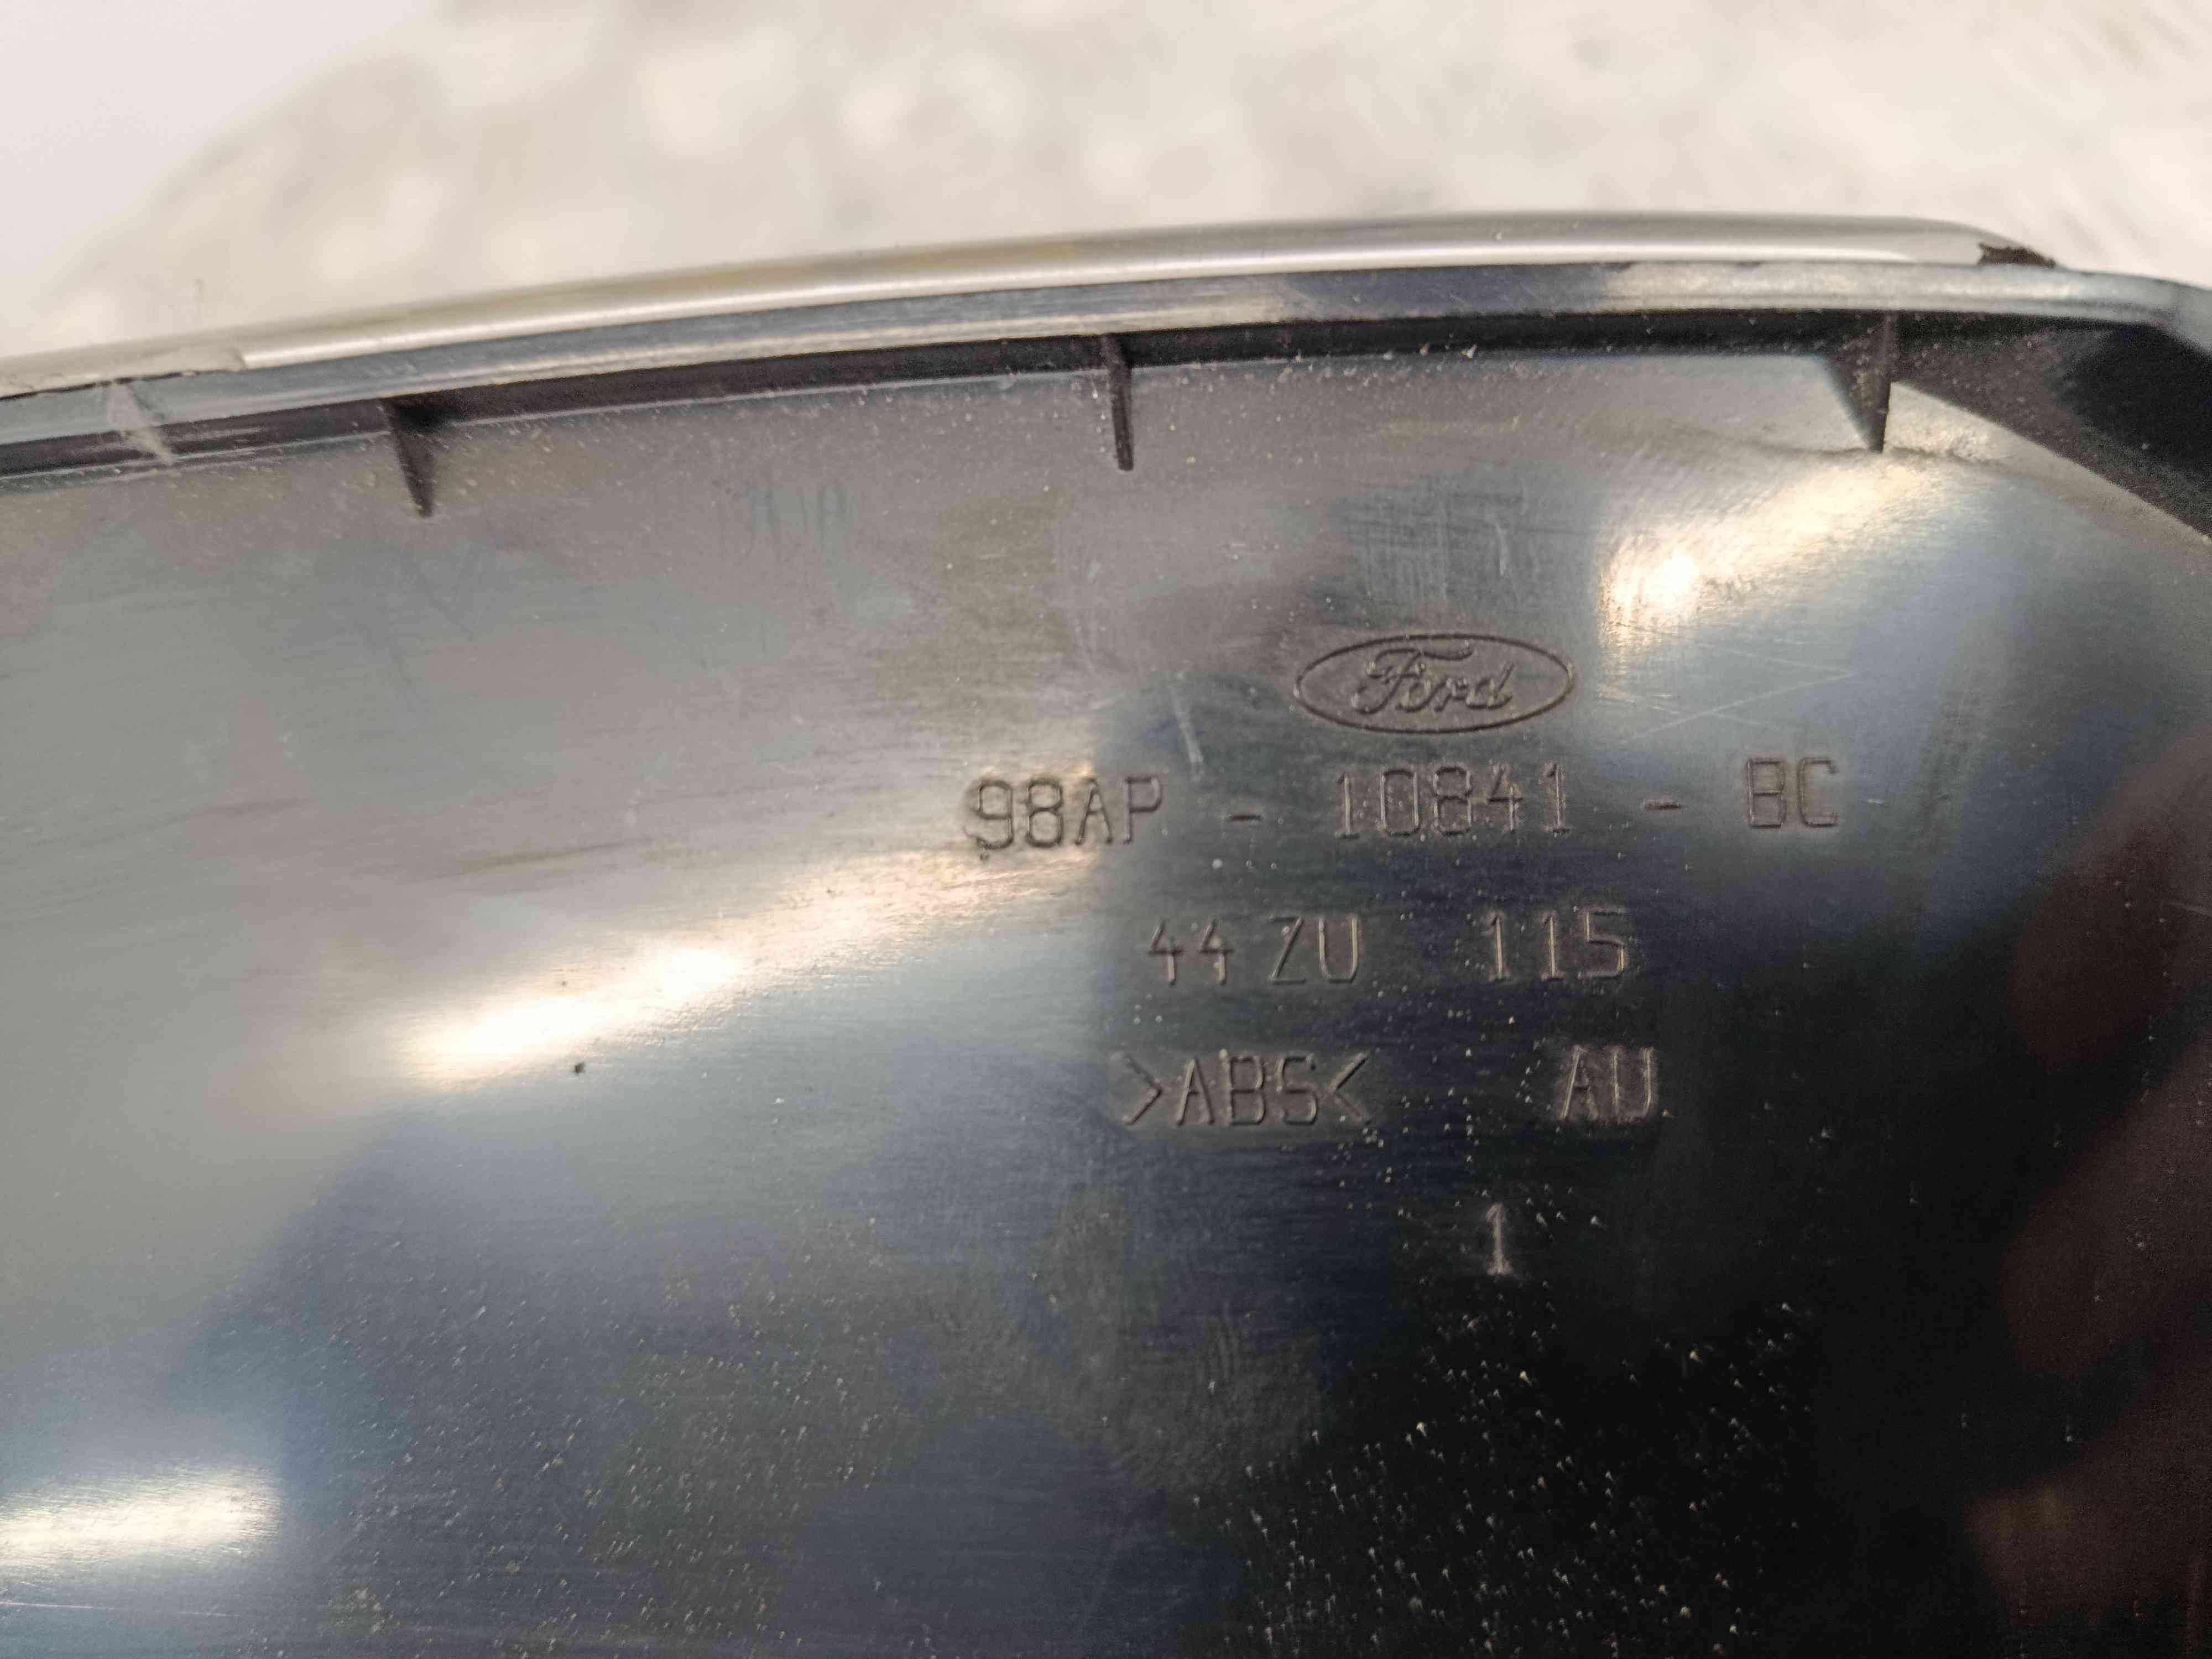 Ford
98AP - 10841 - BC
44 ZU 115
>ABS< AU
1